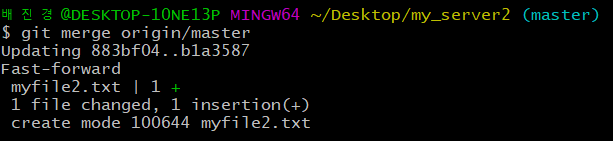 배 진 경 @DESKTOP-1ONE13P MINGW64 ~/Desktop/my_server2 (master)
$ git merge origin/master
Updating 883bf04..b1a3587
Fast-forward
 myfile2.txt | 1 +
 1 file changed, 1 insertion(+)
 create mode 100644 myfile2.txt